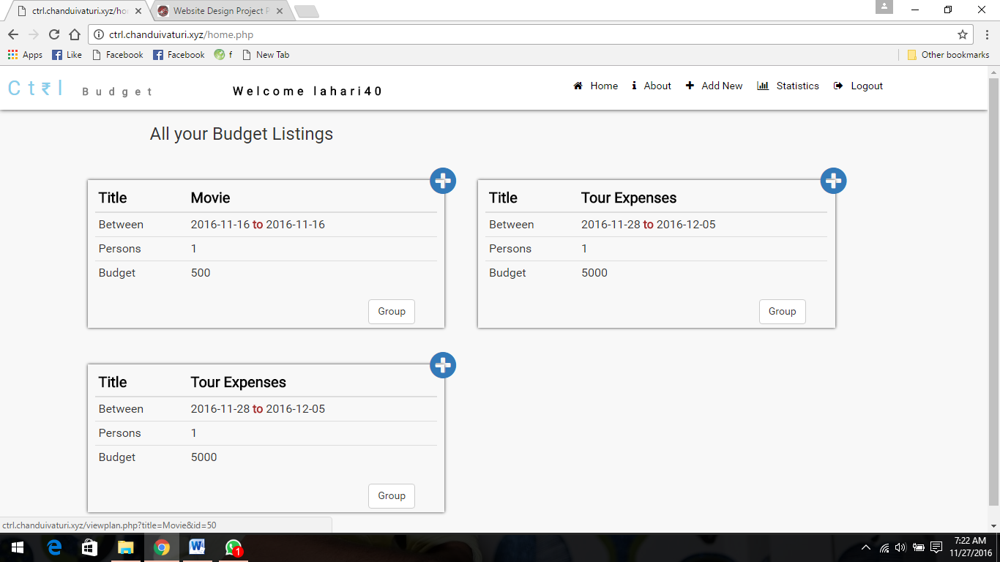 ctrl.chanduivaturi.xyz/ho
Website Design Project P
ctrl.chanduivaturi.xyz/home.php
Apps Like Facebook Facebook f New Tab Other bookmarks
Ct₹l Budget Welcome lahari40 Home About Add New Statistics Logout
All your Budget Listings
Title Movie
Between 2016-11-16 to 2016-11-16
Persons 1
Budget 500
Group
Title Tour Expenses
Between 2016-11-28 to 2016-12-05
Persons 1
Budget 5000
Group
Title Tour Expenses
Between 2016-11-28 to 2016-12-05
Persons 1
Budget 5000
Group
ctrl.chanduivaturi.xyz/viewplan.php?title=Movie&id=50
1
7:22 AM
11/27/2016